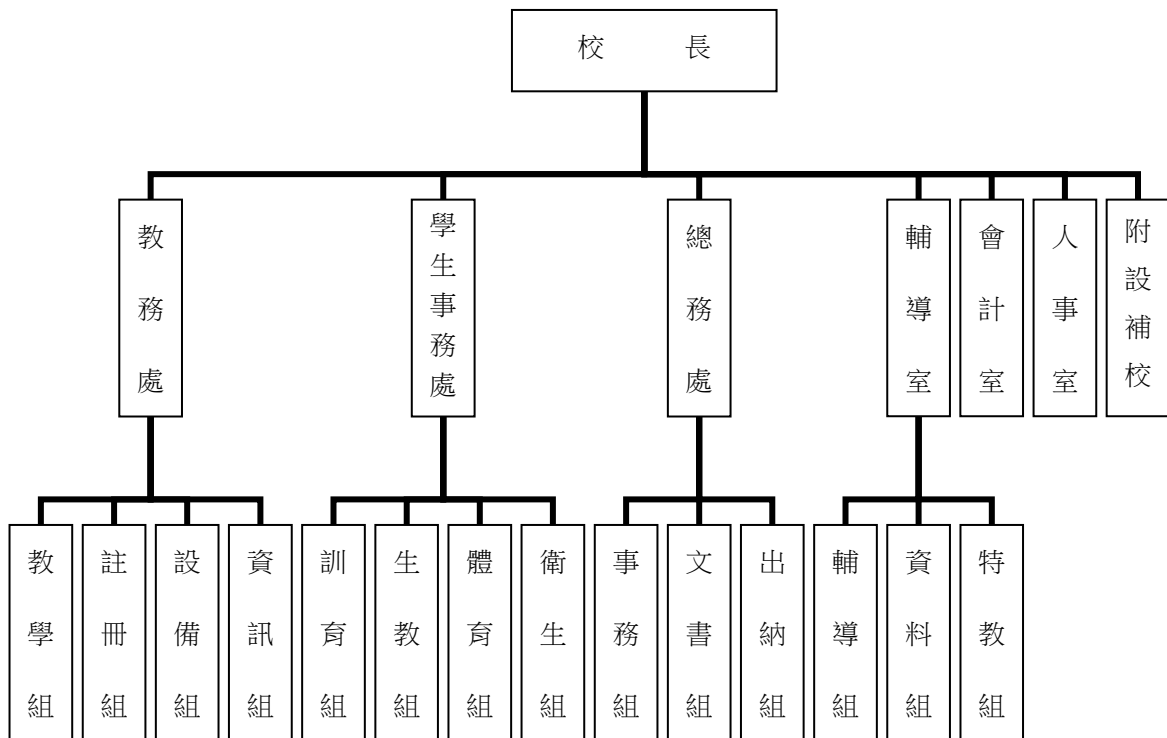 校長
教務處
學生事務處
總務處
輔導室
會計室
人事室
附設補校
教學組
註冊組
設備組
資訊組
訓育組
生教組
體育組
衛生組
事務組
文書組
出納組
輔導組
資料組
特教組